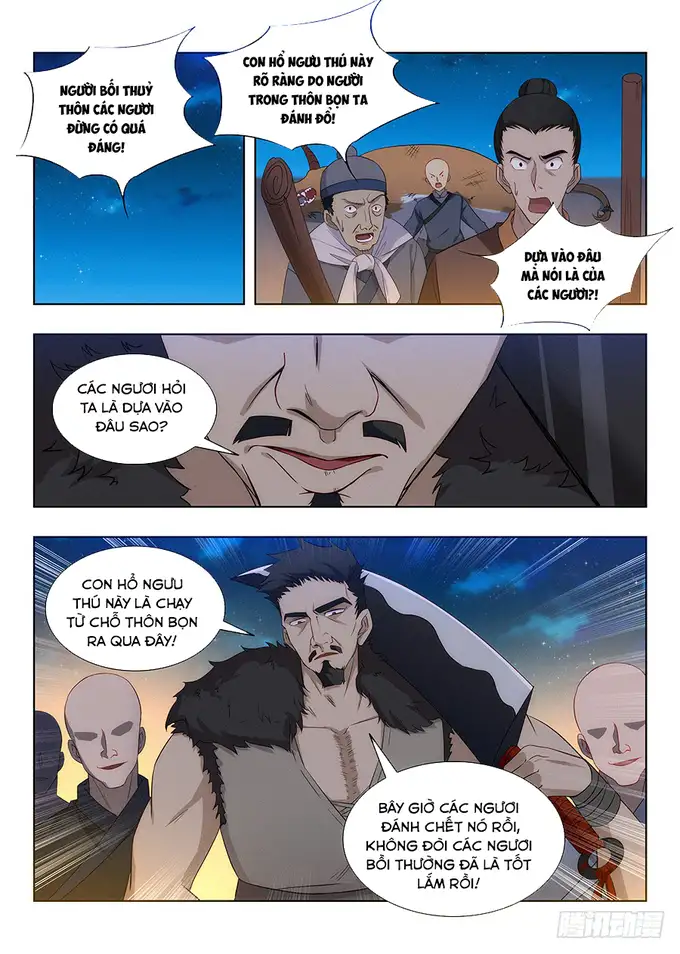 NGƯỜI BỐI THUỶ
THÔN CÁC NGƯƠI
ĐỪNG CÓ QUÁ
ĐÁNG!
CON HỔ NGƯU THÚ NÀY
RÕ RÀNG DO NGƯỜI
TRONG THÔN BỌN TA
ĐÁNH ĐỔ!
DỰA VÀO ĐÂU
MÀ NÓI LÀ CỦA
CÁC NGƯƠI?!
CÁC NGƯƠI HỎI
TA LÀ DỰA VÀO
ĐÂU SAO?
CON HỔ NGƯU
THÚ NÀY LÀ CHẠY
TỪ CHỖ THÔN BỌN
RA QUA ĐÂY!
BÂY GIỜ CÁC NGƯƠI
ĐÁNH CHẾT NÓ RỒI,
KHÔNG ĐÒI CÁC NGƯƠI
BỒI THƯỜNG ĐÃ LÀ TỐT
LẮM RỒI!
腾讯动漫